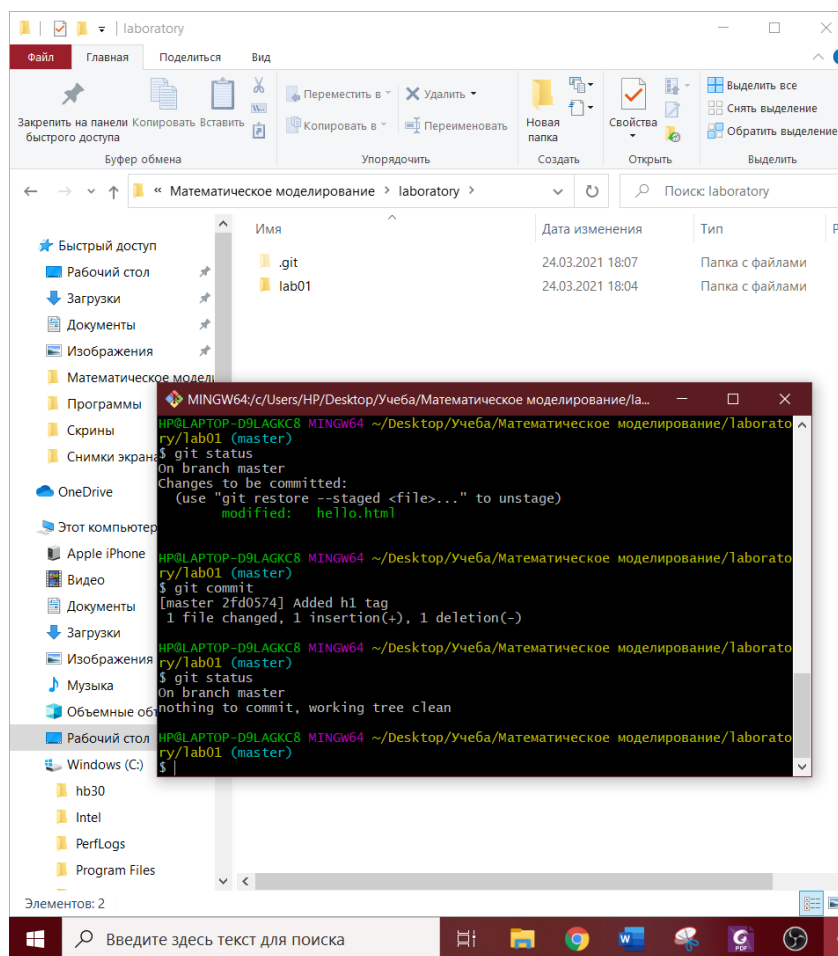 laboratory
Файл Главная Поделиться Вид
Закрепить на панели быстрого доступа
Копировать
Вставить
Переместить в
Копировать в
Удалить
Переименовать
Новая папка
Свойства
Выделить все
Снять выделение
Обратить выделение
Буфер обмена Упорядочить Создать Открыть Выделить
« Математическое моделирование > laboratory >
Поиск: laboratory
Имя Дата изменения Тип
.git 24.03.2021 18:07 Папка с файлами
lab01 24.03.2021 18:04 Папка с файлами
Быстрый доступ
Рабочий стол
Загрузки
Документы
Изображения
Математическое модели
Программы
Скрины
Снимки экрана
OneDrive
Этот компьютер
Apple iPhone
Видео
Документы
Загрузки
Изображения
Музыка
Объемные об
Рабочий стол
Windows (C:)
hb30
Intel
PerfLogs
Program Files
MINGW64:/c/Users/HP/Desktop/Учеба/Математическое моделирование/la...
HP@LAPTOP-D9LAGKC8 MINGW64 ~/Desktop/Учеба/Математическое моделирование/laborato
ry/lab01 (master)
$ git status
On branch master
Changes to be committed:
(use "git restore --staged <file>..." to unstage)
modified: hello.html
HP@LAPTOP-D9LAGKC8 MINGW64 ~/Desktop/Учеба/Математическое моделирование/laborato
ry/lab01 (master)
$ git commit
[master 2fd0574] Added h1 tag
1 file changed, 1 insertion(+), 1 deletion(-)
HP@LAPTOP-D9LAGKC8 MINGW64 ~/Desktop/Учеба/Математическое моделирование/laborato
ry/lab01 (master)
$ git status
On branch master
nothing to commit, working tree clean
HP@LAPTOP-D9LAGKC8 MINGW64 ~/Desktop/Учеба/Математическое моделирование/laborato
ry/lab01 (master)
$
Элементов: 2
Введите здесь текст для поиска